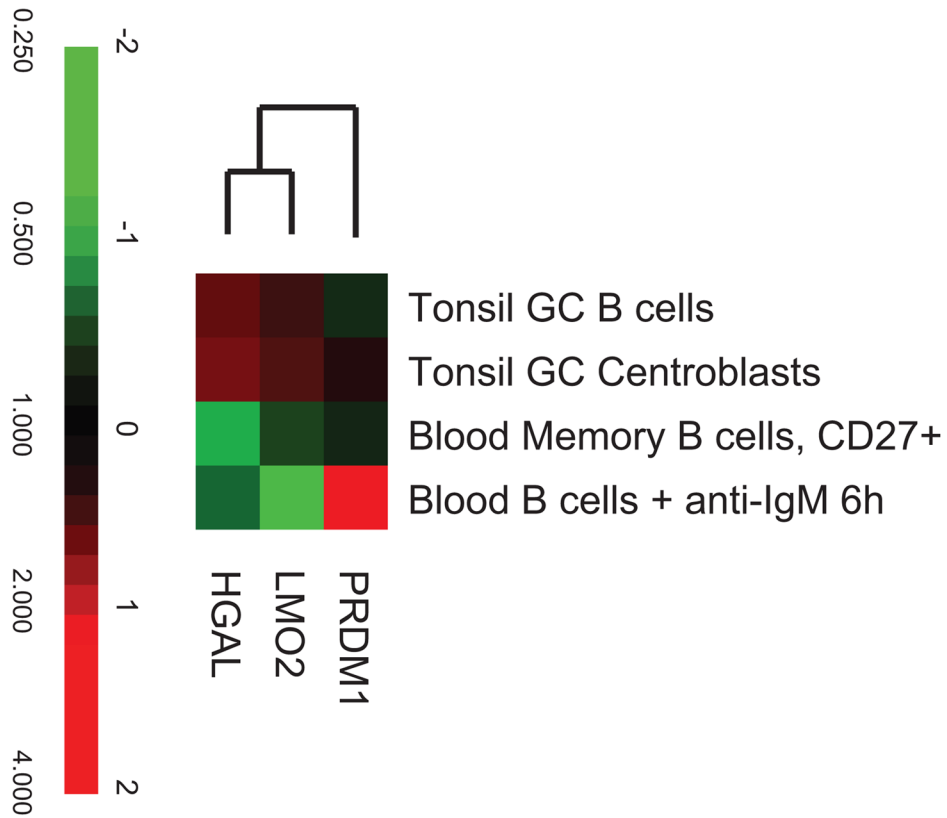 0.250
0.500
1.000
2.000
4.000
-2
-1
0
1
2
Tonsil GC B cells
Tonsil GC Centroblasts
Blood Memory B cells, CD27+
Blood B cells + anti-IgM 6h
HGAL
LMO2
PRDM1